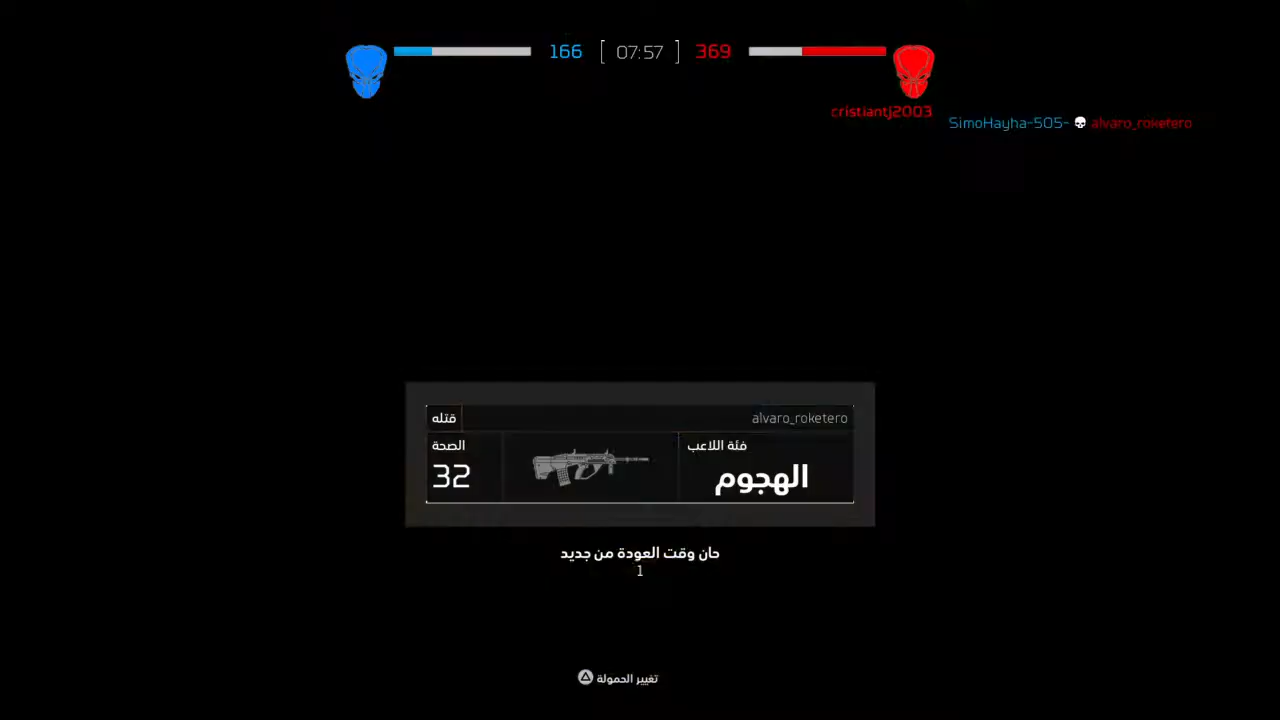 166 [ 07:57 ] 369
cristiantj2003
SimoHayha-505- alvaro_roketero
قتله alvaro_roketero
الصحة فئة اللاعب
32 الهجوم
حان وقت العودة من جديد
1
تغيير الحمولة